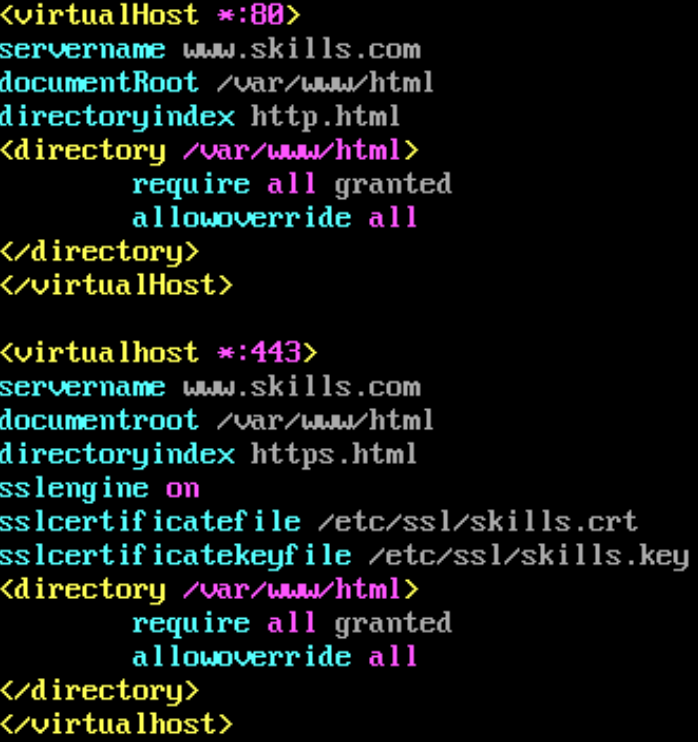 <virtualHost *:80>
servername www.skills.com
documentRoot /var/www/html
directoryindex http.html
<directory /var/www/html>
        require all granted
        allowoverride all
</directory>
</virtualHost>

<virtualhost *:443>
servername www.skills.com
documentroot /var/www/html
directoryindex https.html
sslengine on
sslcertificatefile /etc/ssl/skills.crt
sslcertificatekeyfile /etc/ssl/skills.key
<directory /var/www/html>
        require all granted
        allowoverride all
</directory>
</virtualhost>